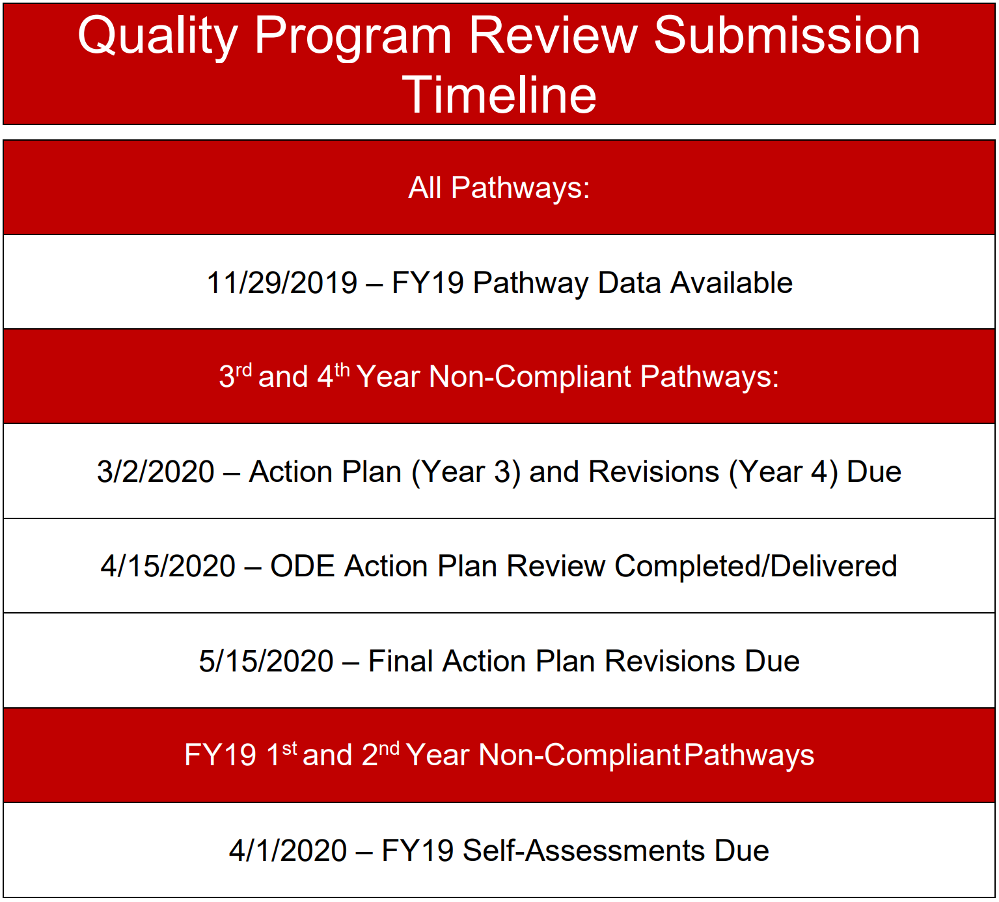 Quality Program Review Submission
Timeline
All Pathways:
11/29/2019 – FY19 Pathway Data Available
3rd and 4th Year Non-Compliant Pathways:
3/2/2020 – Action Plan (Year 3) and Revisions (Year 4) Due
4/15/2020 – ODE Action Plan Review Completed/Delivered
5/15/2020 – Final Action Plan Revisions Due
FY19 1st and 2nd Year Non-Compliant Pathways
4/1/2020 – FY19 Self-Assessments Due